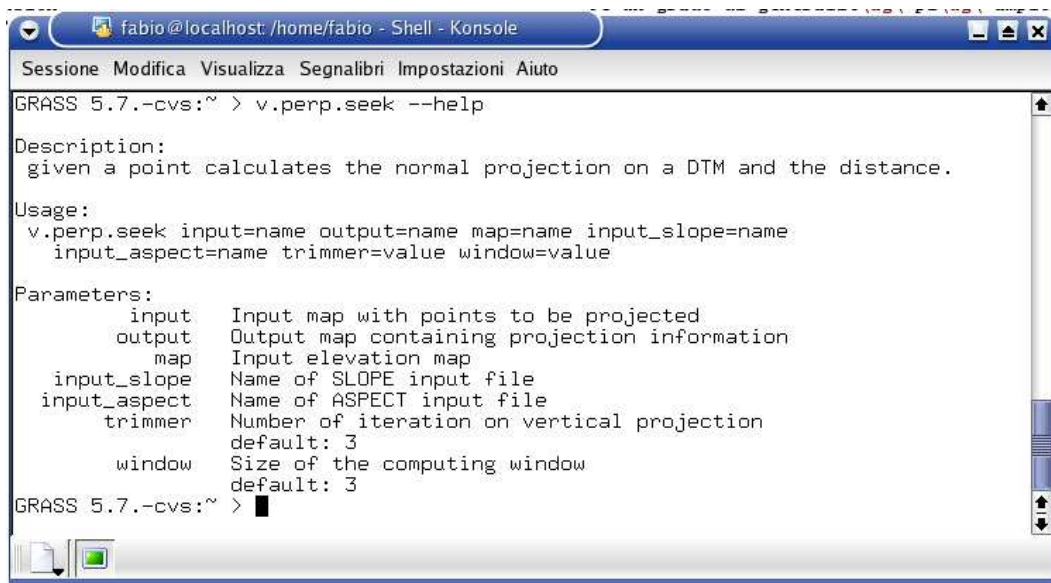 fabio@localhost: /home/fabio - Shell - Konsole
Sessione Modifica Visualizza Segnalibri Impostazioni Aiuto
GRASS 5.7.-cvs:~ > v.perp.seek --help
Description:
given a point calculates the normal projection on a DTM and the distance.
Usage:
v.perp.seek input=name output=name map=name input_slope=name
input_aspect=name trimmer=value window=value
Parameters:
input Input map with points to be projected
output Output map containing projection information
map Input elevation map
input_slope Name of SLOPE input file
input_aspect Name of ASPECT input file
trimmer Number of iteration on vertical projection
default: 3
window Size of the computing window
default: 3
GRASS 5.7.-cvs:~ >